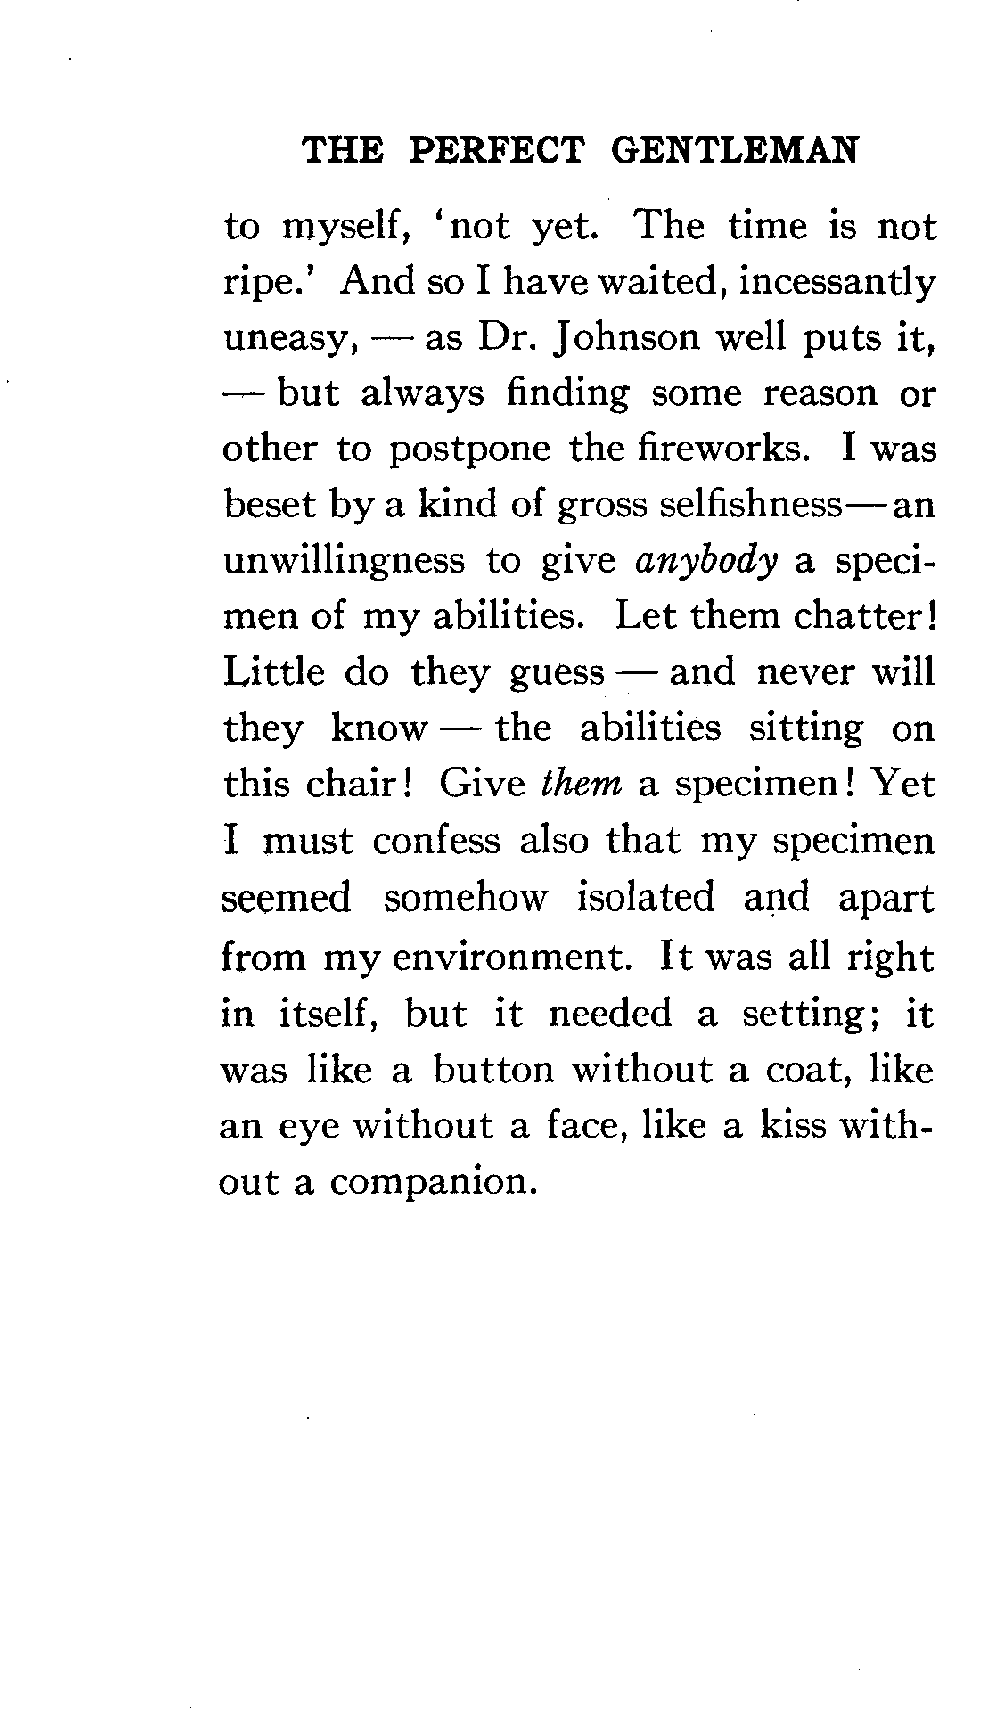 THE PERFECT GENTLEMAN
to myself, ‘not yet. The time is not
ripe.’ And so I have waited, incessantly
uneasy, — as Dr. Johnson well puts it,
— but always finding some reason or
other to postpone the fireworks. I was
beset by a kind of gross selfishness—an
unwillingness to give anybody a speci-
men of my abilities. Let them chatter!
Little do they guess — and never will
they know — the abilities sitting on
this chair! Give them a specimen! Yet
I must confess also that my specimen
seemed somehow isolated and apart
from my environment. It was all right
in itself, but it needed a setting; it
was like a button without a coat, like
an eye without a face, like a kiss with-
out a companion.